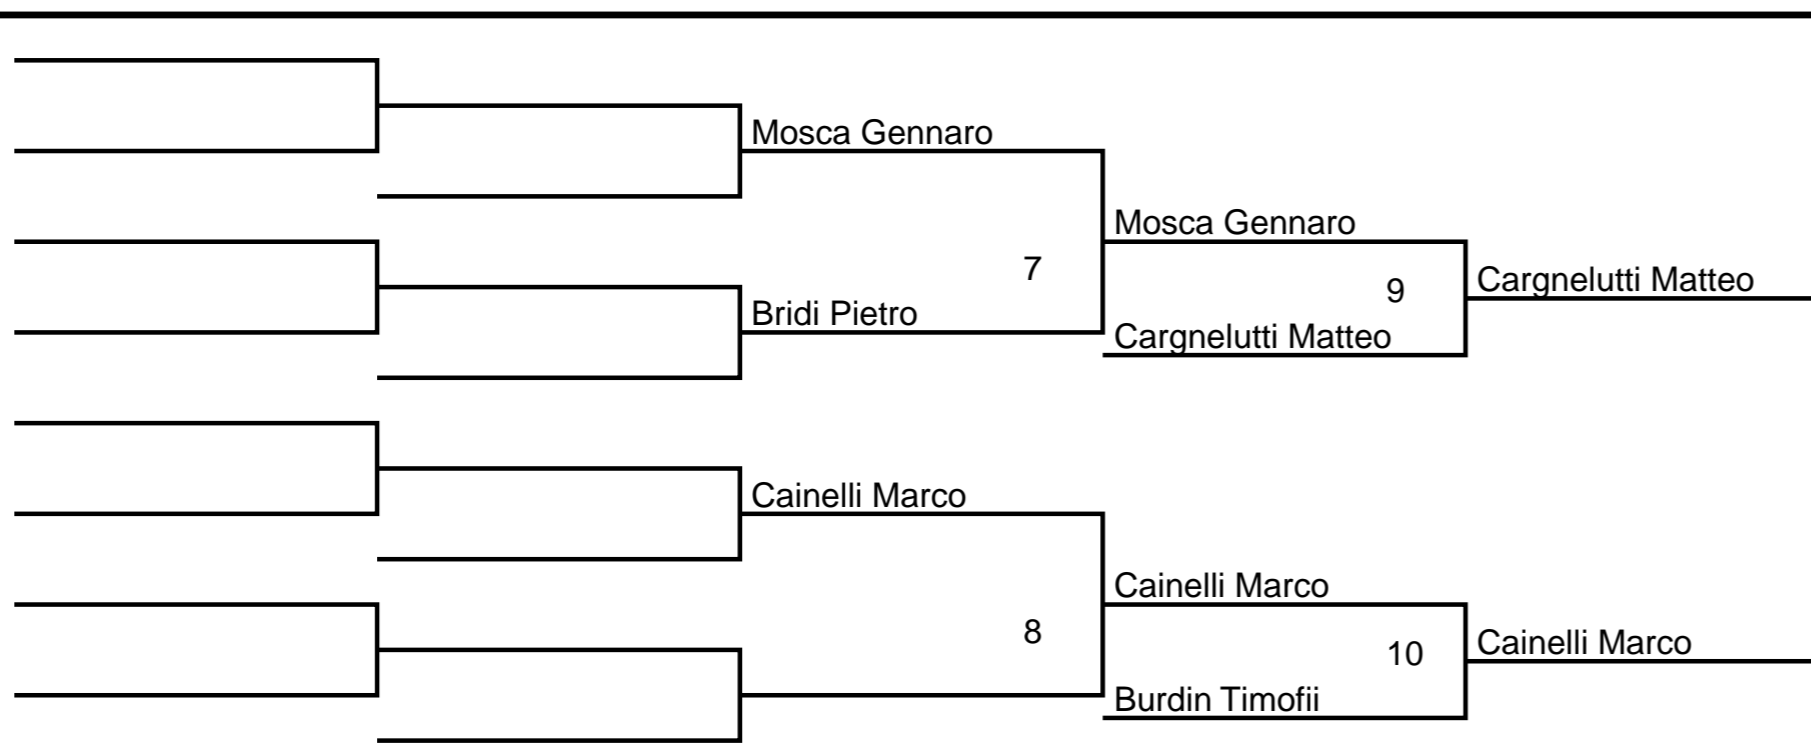 Mosca Gennaro
Mosca Gennaro
7
Cargnelutti Matteo
9
Bridi Pietro
Cargnelutti Matteo
Cainelli Marco
Cainelli Marco
8
Cainelli Marco
10
Burdin Timofii